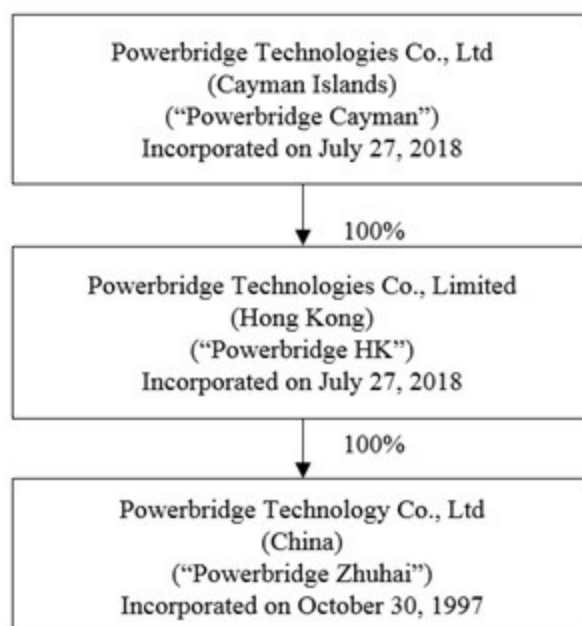 Powerbridge Technologies Co., Ltd
(Cayman Islands)
(“Powerbridge Cayman”)
Incorporated on July 27, 2018
100%
Powerbridge Technologies Co., Limited
(Hong Kong)
(“Powerbridge HK”)
Incorporated on July 27, 2018
100%
Powerbridge Technology Co., Ltd
(China)
(“Powerbridge Zhuhai”)
Incorporated on October 30, 1997